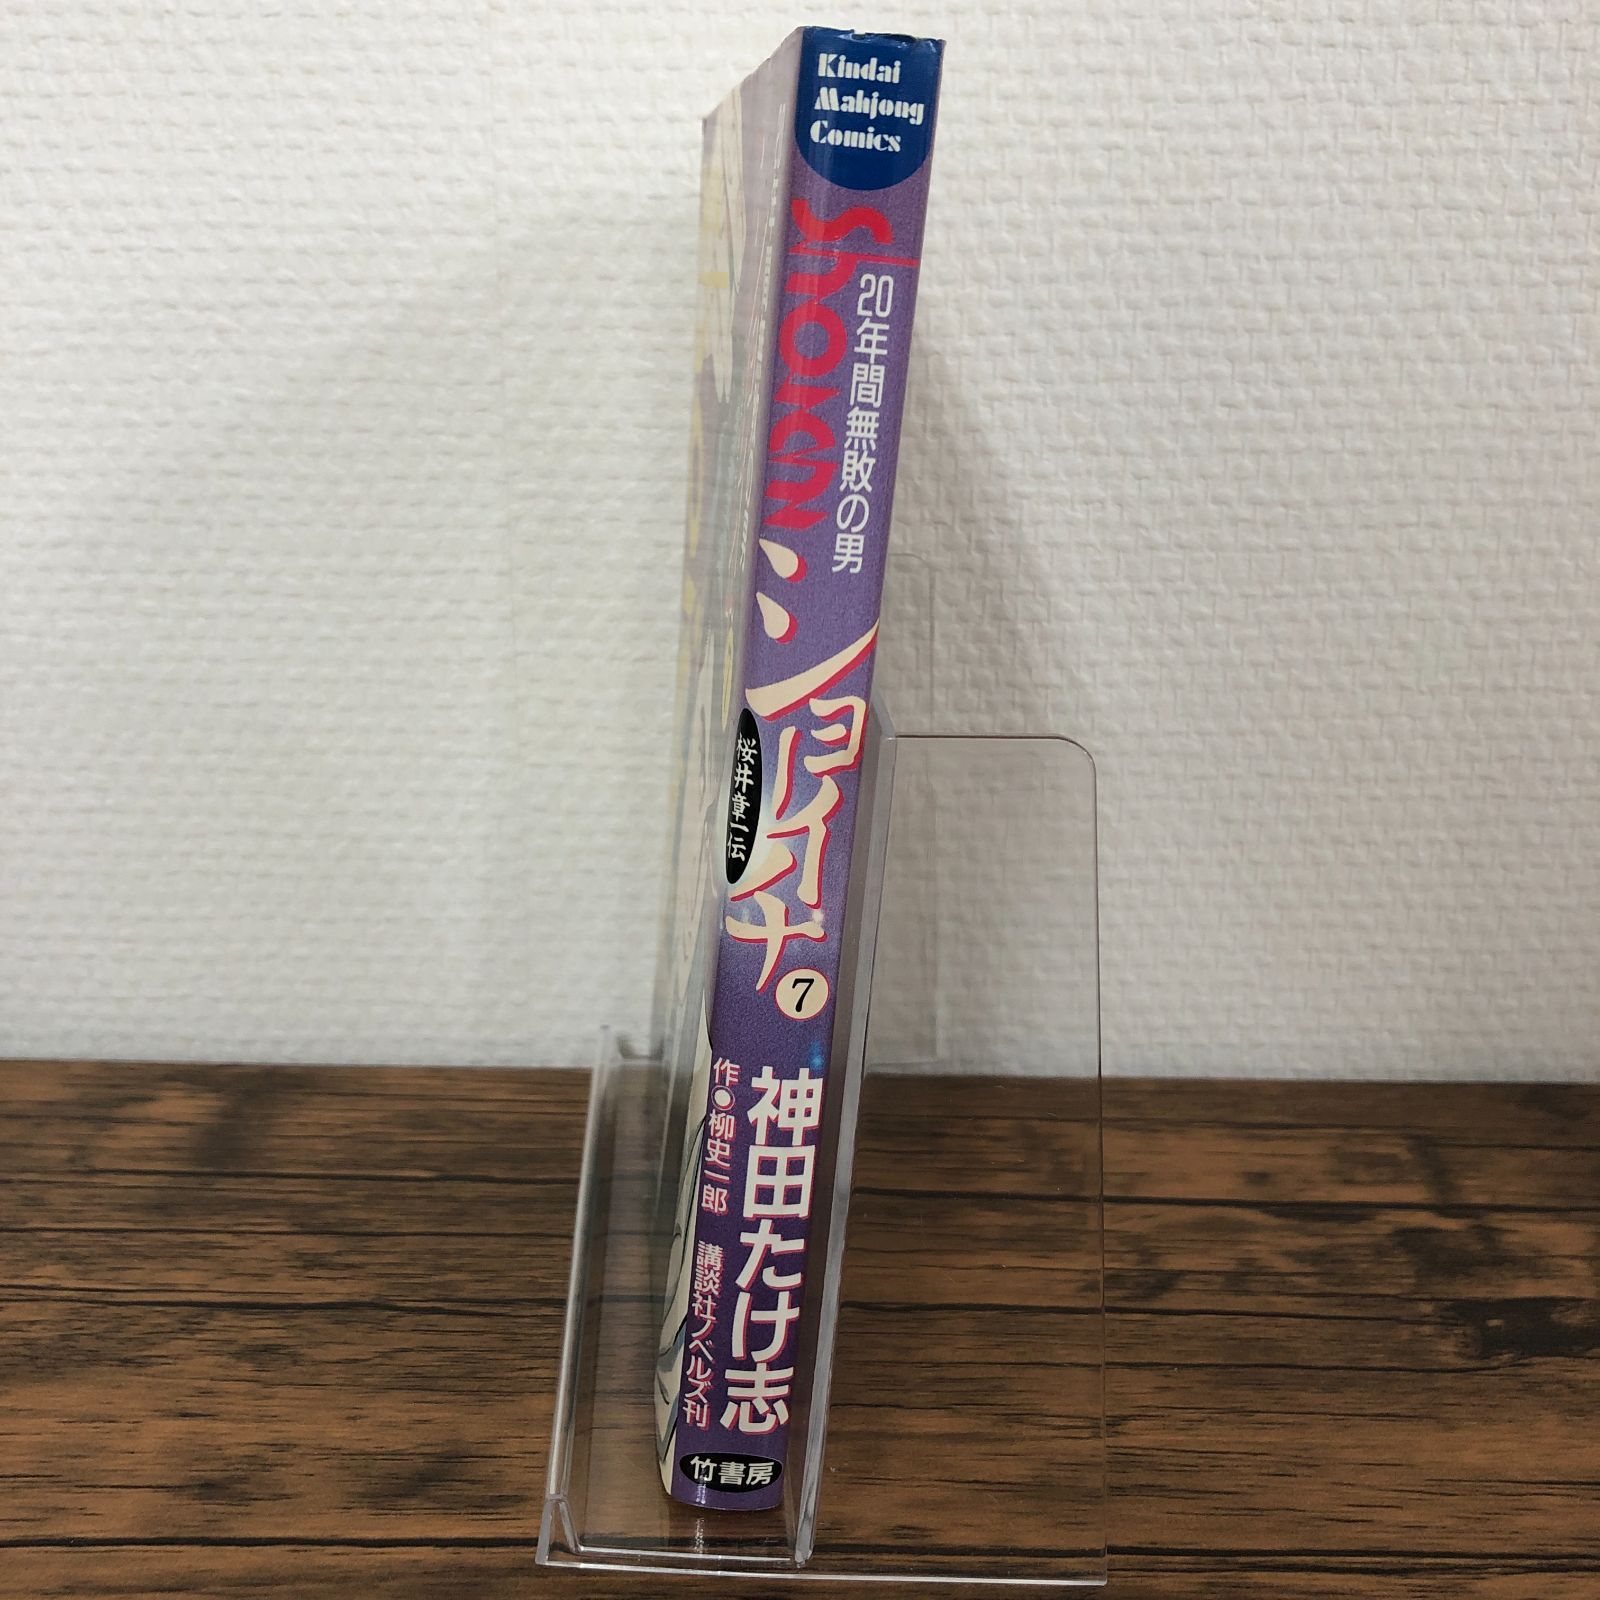 Kindai
Mahjong
Comics
Shoichi
20年間無敗の男
ショーイチ
桜井章一伝
7
神田たけ志
作●柳史一郎
講談社ノベルズ刊
竹書房